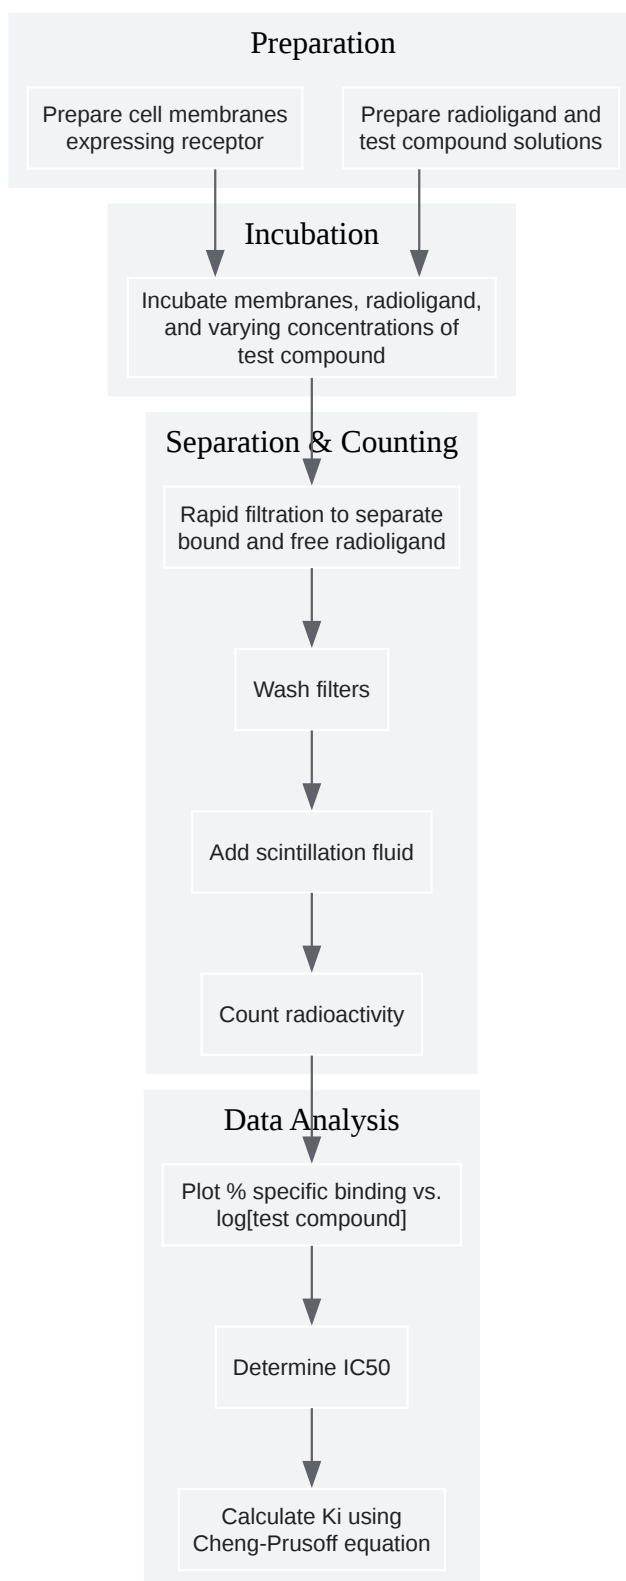 Preparation
Prepare cell membranes
expressing receptor
Prepare radioligand and
test compound solutions
Incubation
Incubate membranes, radioligand,
and varying concentrations of
test compound
Separation & Counting
Rapid filtration to separate
bound and free radioligand
Wash filters
Add scintillation fluid
Count radioactivity
Data Analysis
Plot % specific binding vs.
log[test compound]
Determine IC50
Calculate Ki using
Cheng-Prusoff equation